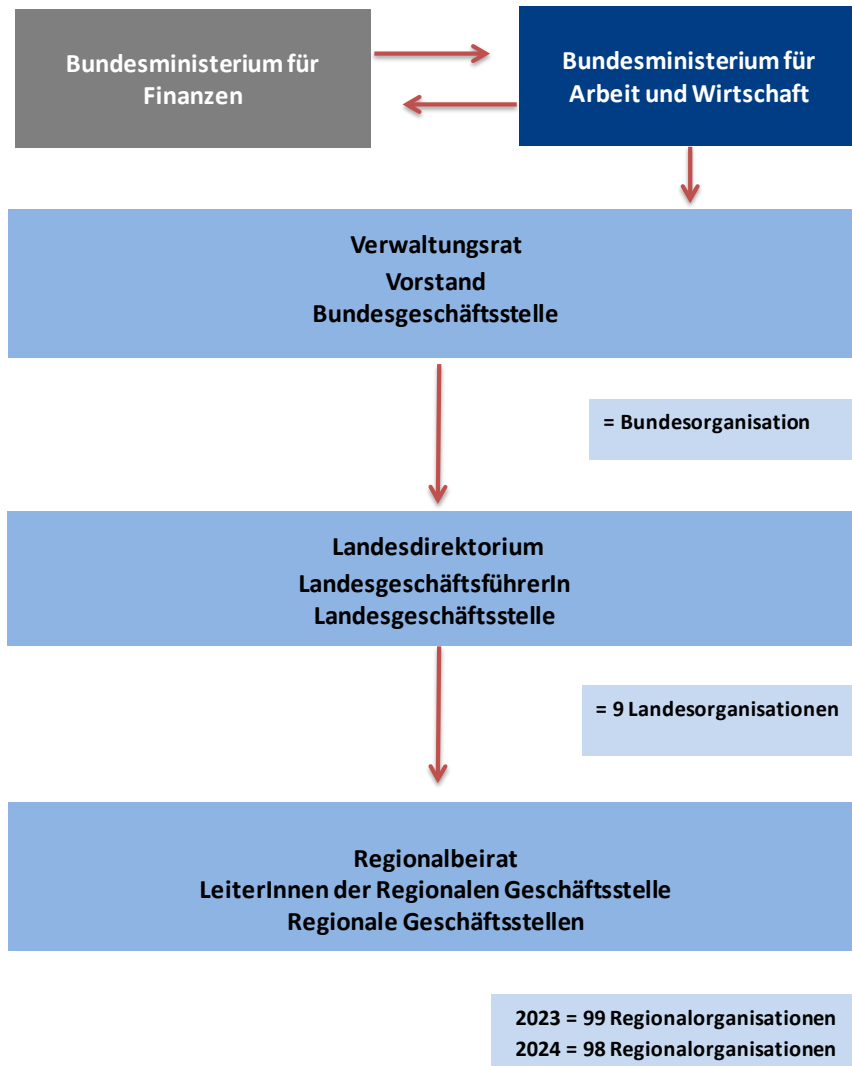 Bundesministerium für
Finanzen
Bundesministerium für
Arbeit und Wirtschaft
Verwaltungsrat
Vorstand
Bundesgeschäftsstelle
= Bundesorganisation
Landesdirektorium
LandesgeschäftsführerIn
Landesgeschäftsstelle
= 9 Landesorganisationen
Regionalbeirat
LeiterInnen der Regionalen Geschäftsstelle
Regionale Geschäftsstellen
2023 = 99 Regionalorganisationen
2024 = 98 Regionalorganisationen